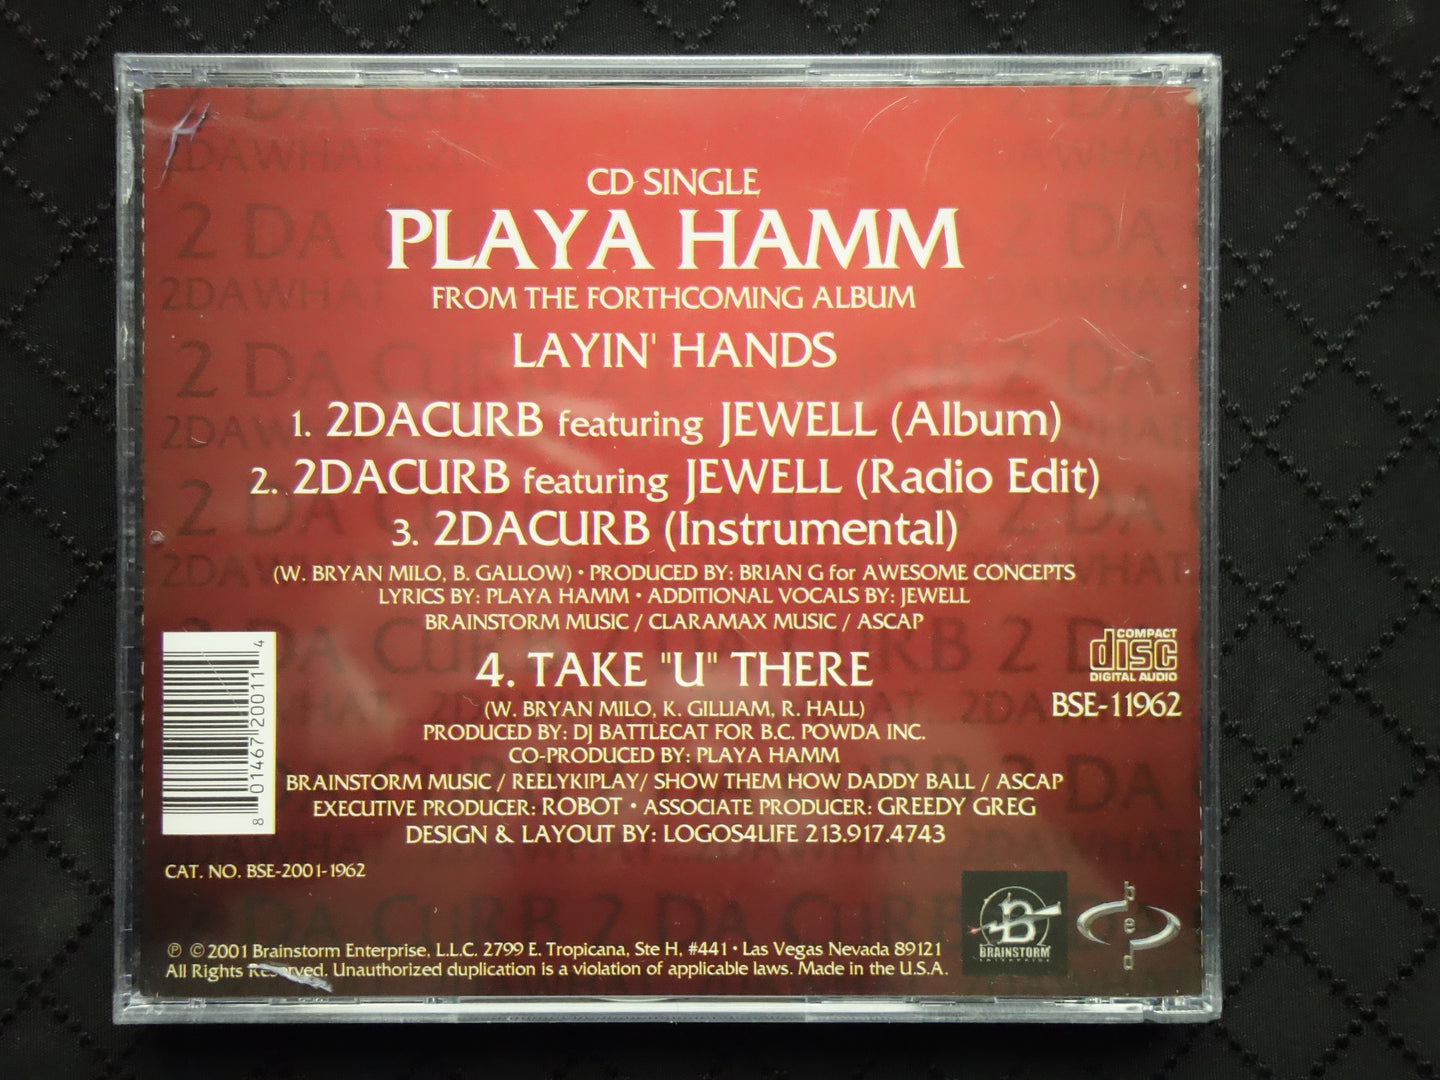 CD SINGLE
PLAYA HAMM
FROM THE FORTHCOMING ALBUM
LAYIN' HANDS
1. 2DACURB featuring JEWELL (Album)
2. 2DACURB featuring JEWELL (Radio Edit)
3. 2DACURB (Instrumental)
(W. BRYAN MILO, B. GALLOW) • PRODUCED BY: BRIAN G for AWESOME CONCEPTS
LYRICS BY: PLAYA HAMM • ADDITIONAL VOCALS BY: JEWELL
BRAINSTORM MUSIC / CLARAMAX MUSIC / ASCAP
4. TAKE "U" THERE
(W. BRYAN MILO, K. GILLIAM, R. HALL)
PRODUCED BY: DJ BATTLECAT FOR B.C. POWDA INC.
CO-PRODUCED BY: PLAYA HAMM
BRAINSTORM MUSIC / REELYKIPLAY/ SHOW THEM HOW DADDY BALL / ASCAP
EXECUTIVE PRODUCER: ROBOT • ASSOCIATE PRODUCER: GREEDY GREG
DESIGN & LAYOUT BY: LOGOS4LIFE 213.917.4743
8 01467 20011 4
COMPACT
disc
DIGITAL AUDIO
BSE-11962
CAT. NO. BSE-2001-1962
B
BRAINSTORM
ENTERPRISE
bep
℗ © 2001 Brainstorm Enterprise, L.L.C. 2799 E. Tropicana, Ste H, #441 • Las Vegas Nevada 89121
All Rights Reserved. Unauthorized duplication is a violation of applicable laws. Made in the U.S.A.